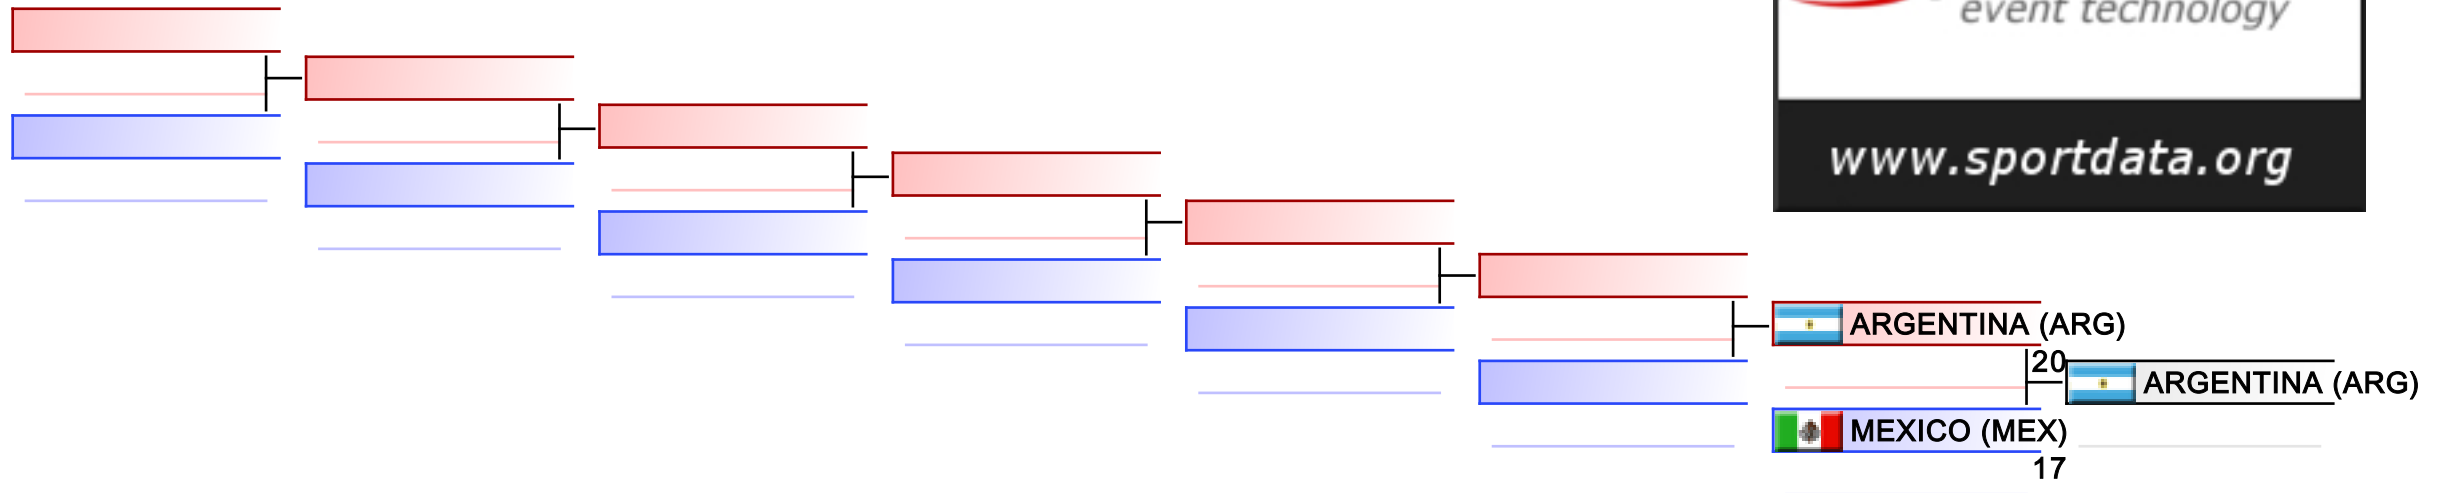 event technology
www.sportdata.org
ARGENTINA (ARG)
20
ARGENTINA (ARG)
MEXICO (MEX)
17